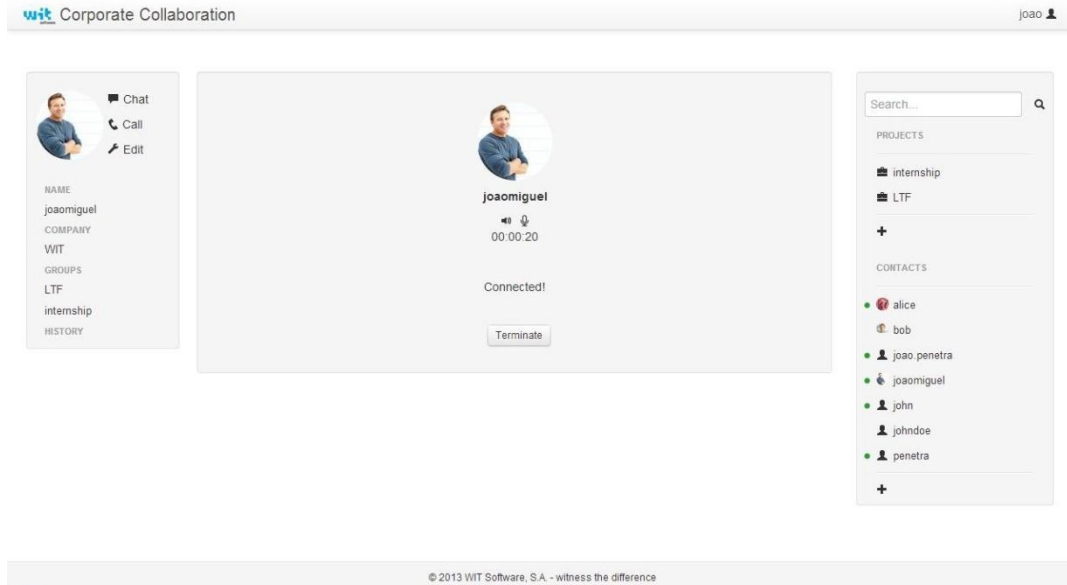 wit software Corporate Collaboration
joao
Chat
Call
Edit
NAME
joaomiguel
COMPANY
WIT
GROUPS
LTF
internship
HISTORY
joaomiguel
00:00:20
Connected!
Terminate
Search...
PROJECTS
internship
LTF
+
CONTACTS
alice
bob
joao.penetra
joaomiguel
john
johndoe
penetra
+
© 2013 WIT Software, S.A. - witness the difference